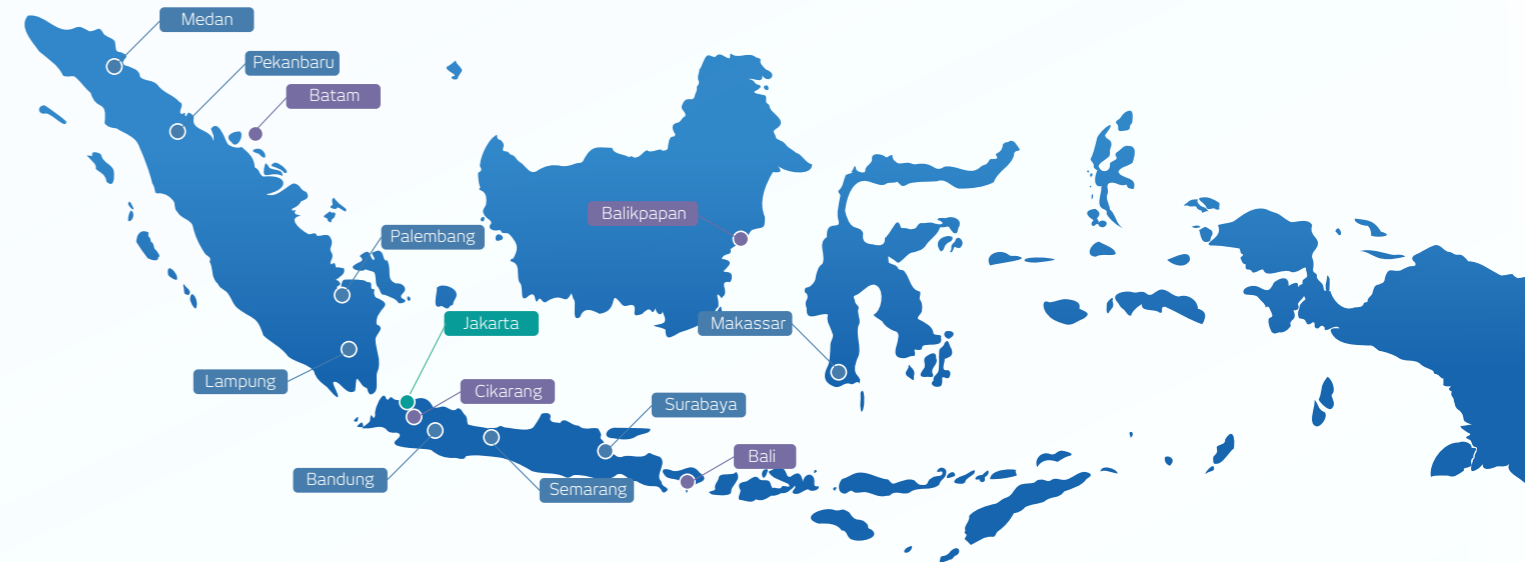 Medan
Pekanbaru
Batam
Balikpapan
Palembang
Jakarta
Makassar
Lampung
Cikarang
Surabaya
Bali
Bandung
Semarang